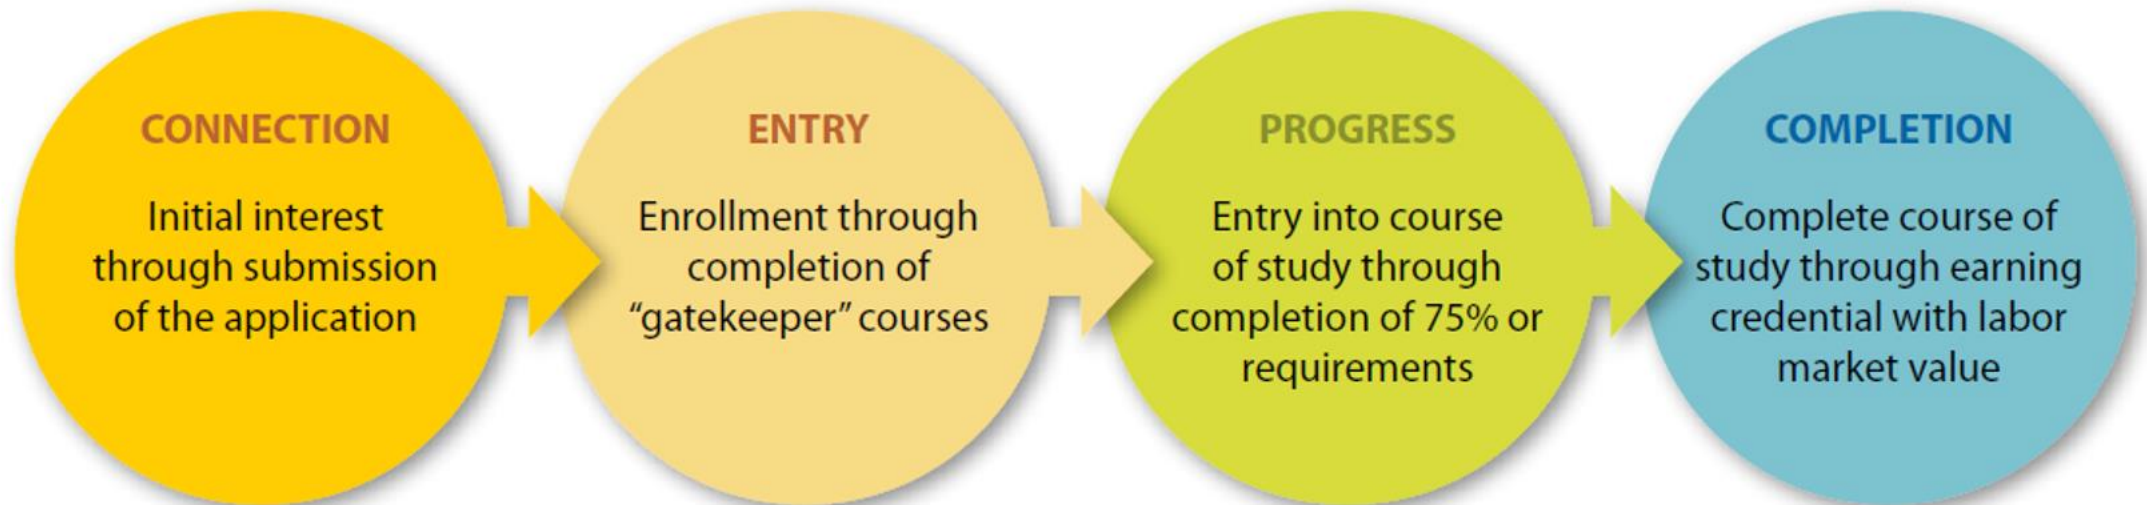 CONNECTION
Initial interest
through submission
of the application
ENTRY
Enrollment through
completion of
“gatekeeper” courses
PROGRESS
Entry into course
of study through
completion of 75% or
requirements
COMPLETION
Complete course of
study through earning
credential with labor
market value